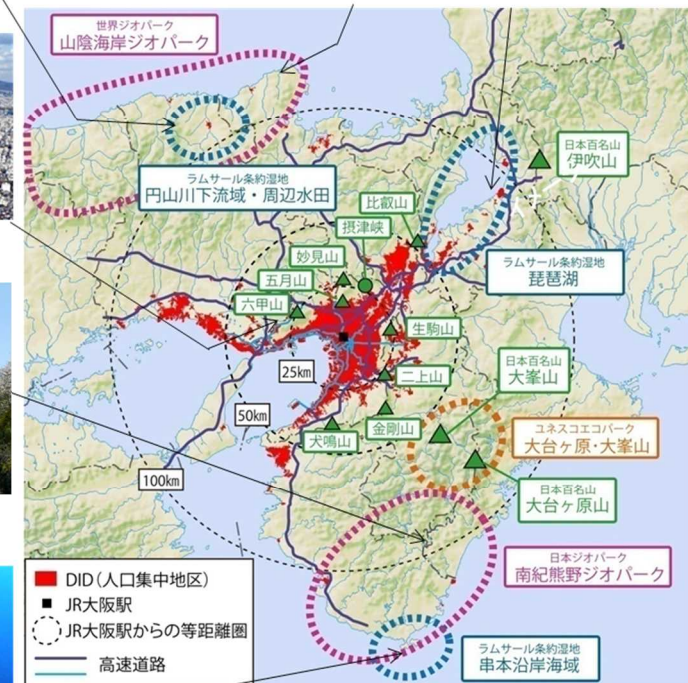 世界ジオパーク
山陰海岸ジオパーク
日本百名山
伊吹山
ラムサール条約湿地
円山川下流域・周辺水田
比叡山
摂津峡
妙見山
五月山
六甲山
ラムサール条約湿地
琵琶湖
生駒山
25km
二上山
日本百名山
大峯山
50km
金剛山
犬鳴山
ユネスコエコパーク
大台ヶ原・大峯山
100km
日本百名山
大台ヶ原山
日本ジオパーク
南紀熊野ジオパーク
DID(人口集中地区)
JR大阪駅
JR大阪駅からの等距離圏
高速道路
ラムサール条約湿地
串本沿岸海域